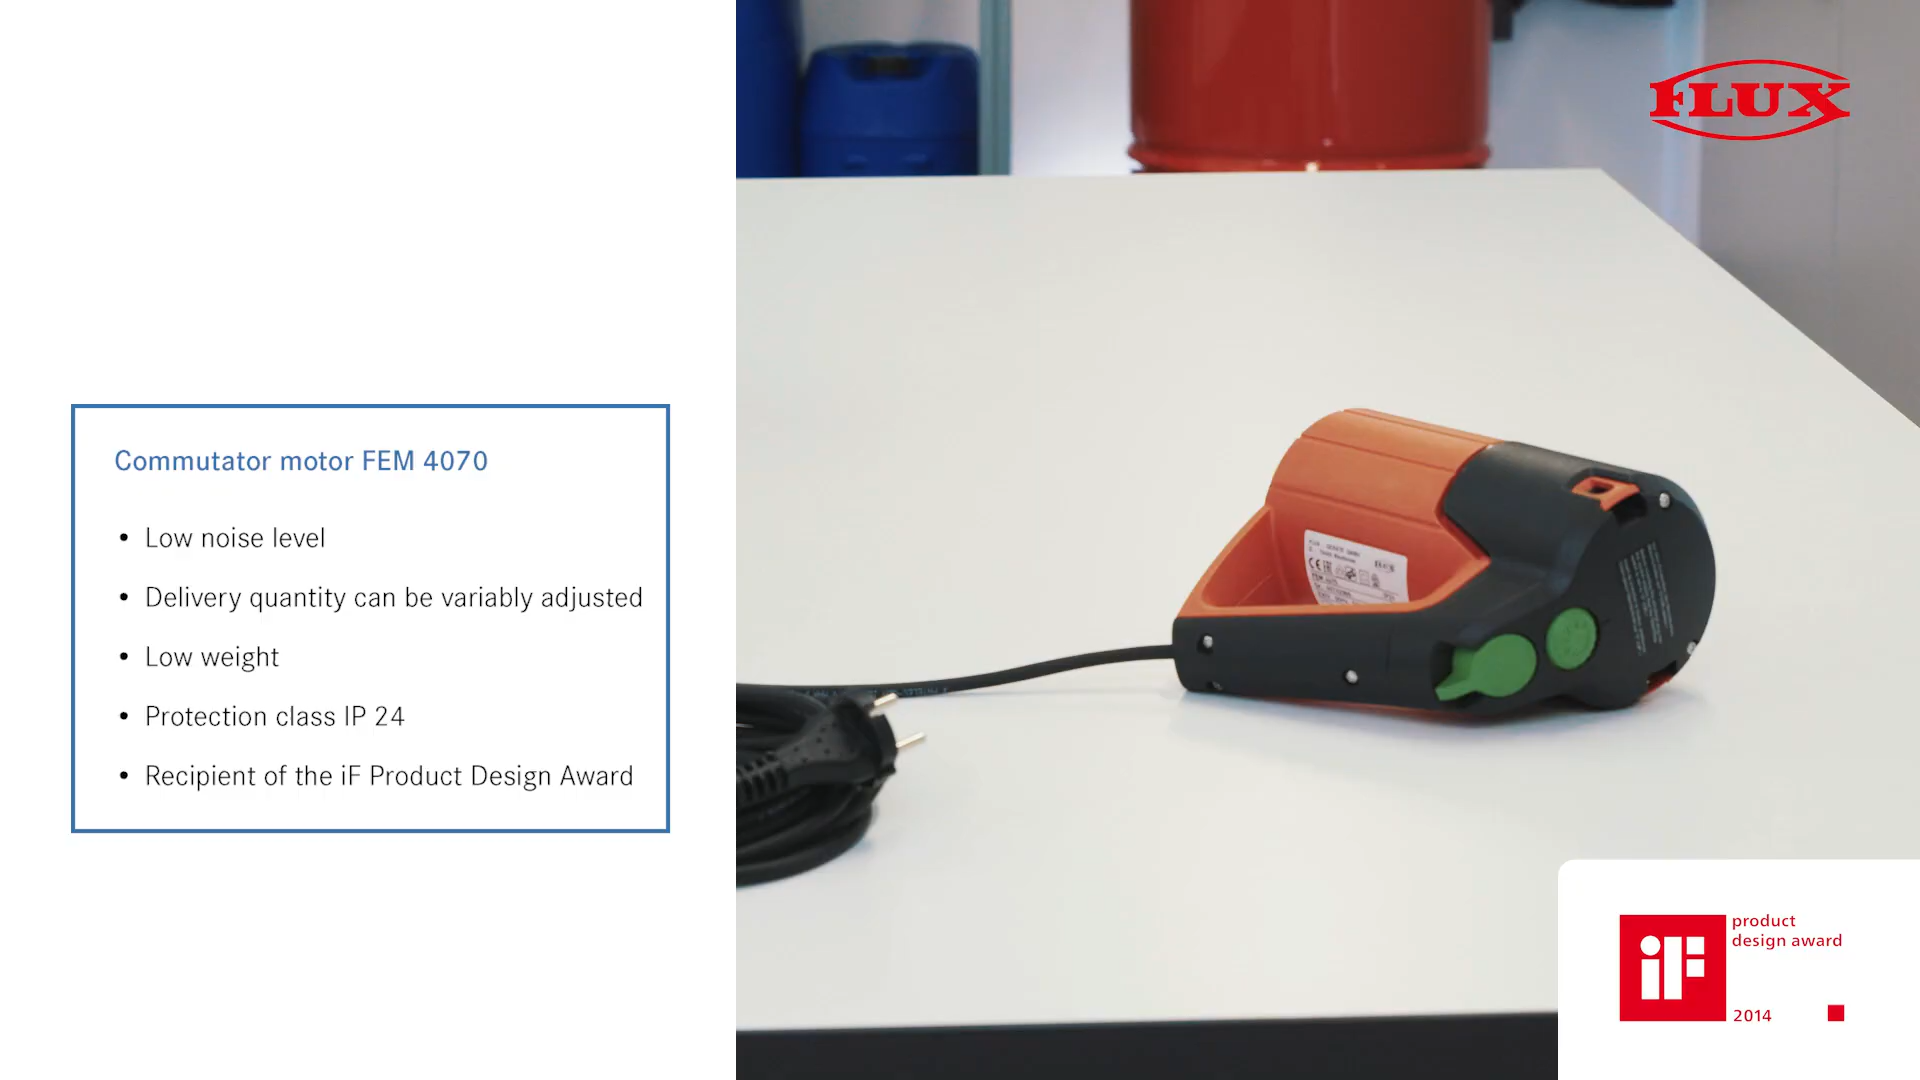 FLUX
Commutator motor FEM 4070
• Low noise level
• Delivery quantity can be variably adjusted
• Low weight
• Protection class IP 24
• Recipient of the iF Product Design Award
CE
iF
product
design award
2014